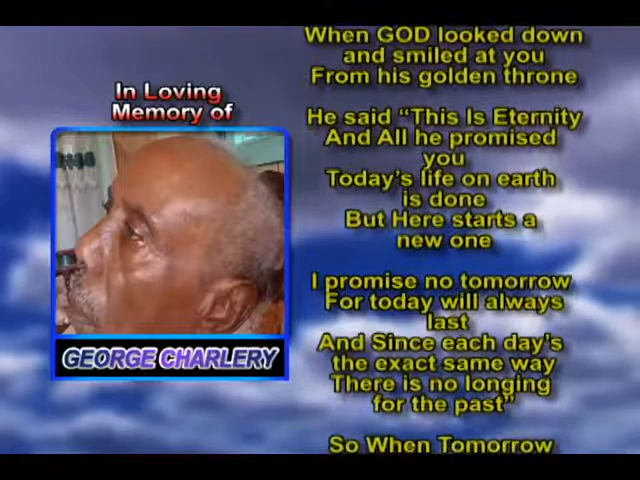 In Loving
Memory of
GEORGE CHARLERY
When GOD looked down
and smiled at you
From his golden throne
He said “This Is Eternity
And All he promised
you
Today's life on earth
is done
But Here starts a
new one
I promise no tomorrow
For today will always
last
And Since each day's
the exact same way
There is no longing
for the past”
So When Tomorrow